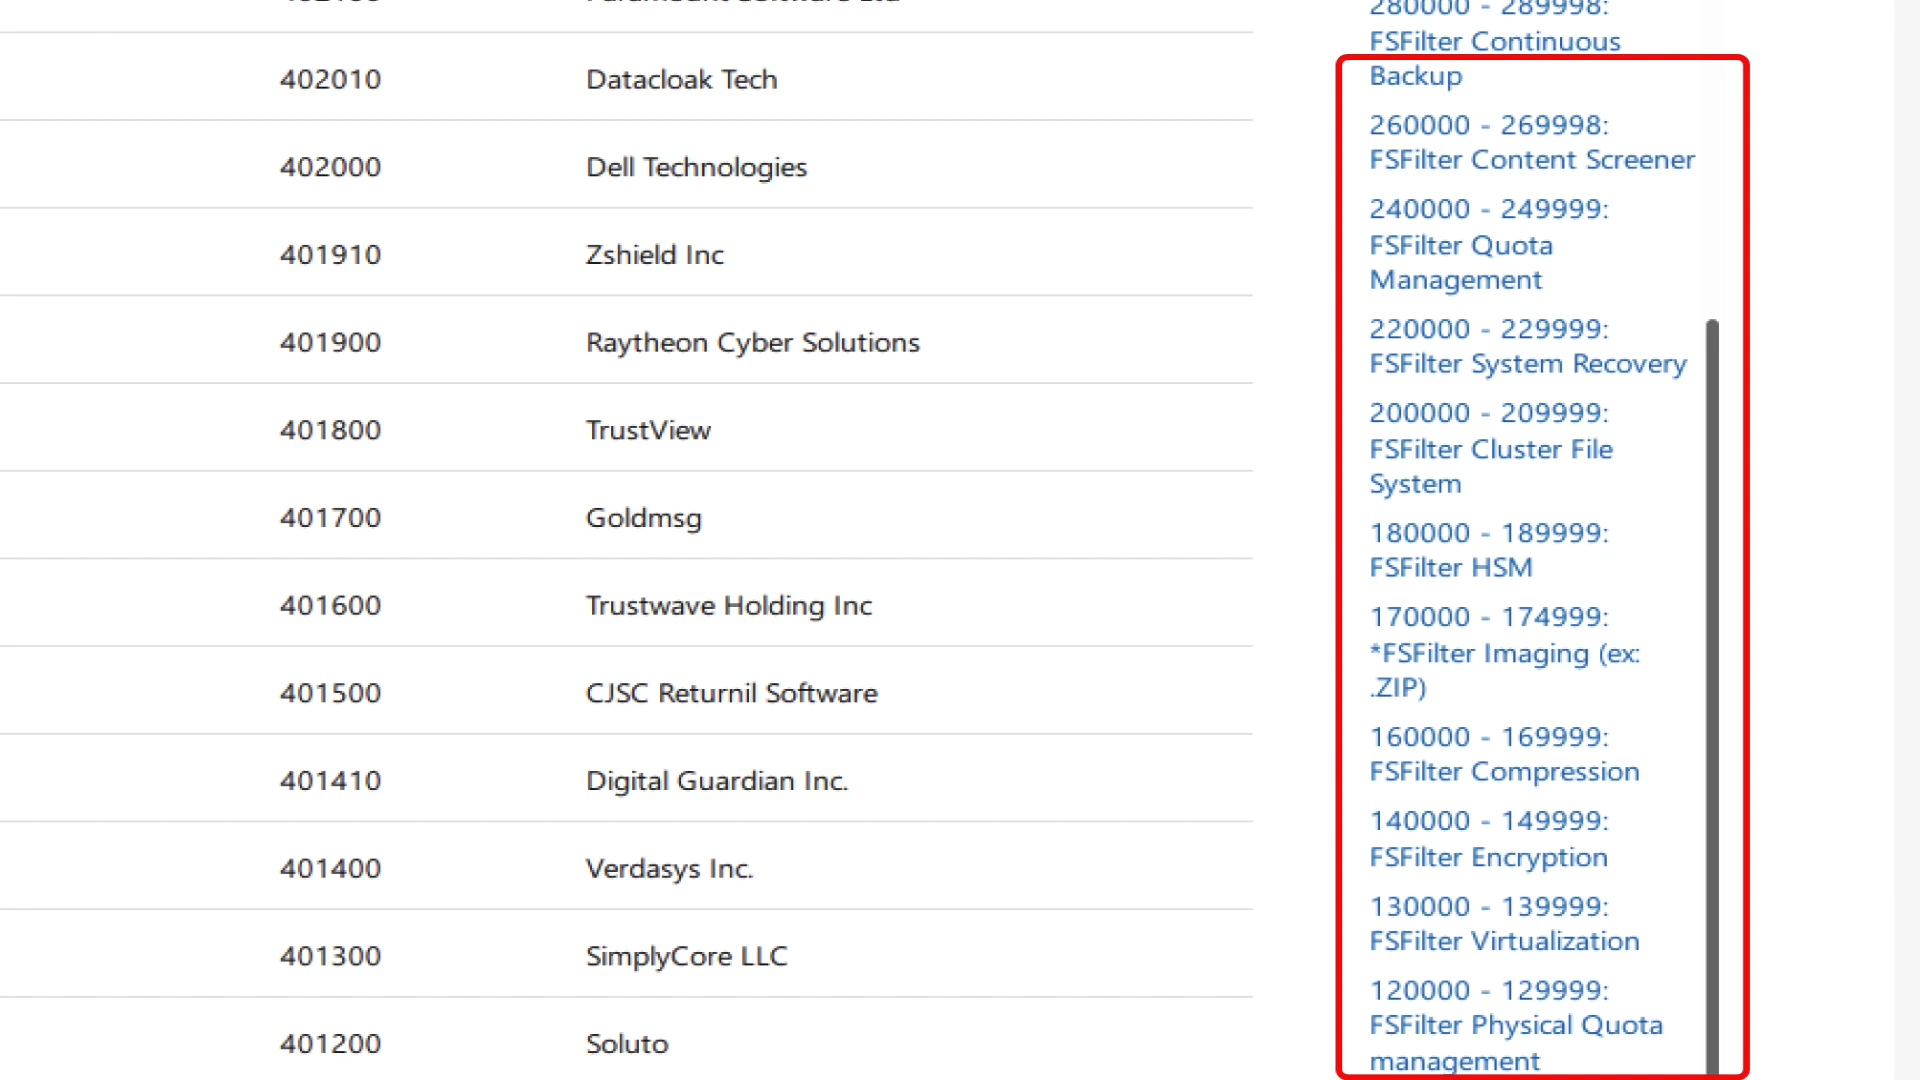 402010 Datacloak Tech
402000 Dell Technologies
401910 Zshield Inc
401900 Raytheon Cyber Solutions
401800 TrustView
401700 Goldmsg
401600 Trustwave Holding Inc
401500 CJSC Returnil Software
401410 Digital Guardian Inc.
401400 Verdasys Inc.
401300 SimplyCore LLC
401200 Soluto
280000 - 289998:
FSFilter Continuous
Backup
260000 - 269998:
FSFilter Content Screener
240000 - 249999:
FSFilter Quota
Management
220000 - 229999:
FSFilter System Recovery
200000 - 209999:
FSFilter Cluster File
System
180000 - 189999:
FSFilter HSM
170000 - 174999:
*FSFilter Imaging (ex:
.ZIP)
160000 - 169999:
FSFilter Compression
140000 - 149999:
FSFilter Encryption
130000 - 139999:
FSFilter Virtualization
120000 - 129999:
FSFilter Physical Quota
management